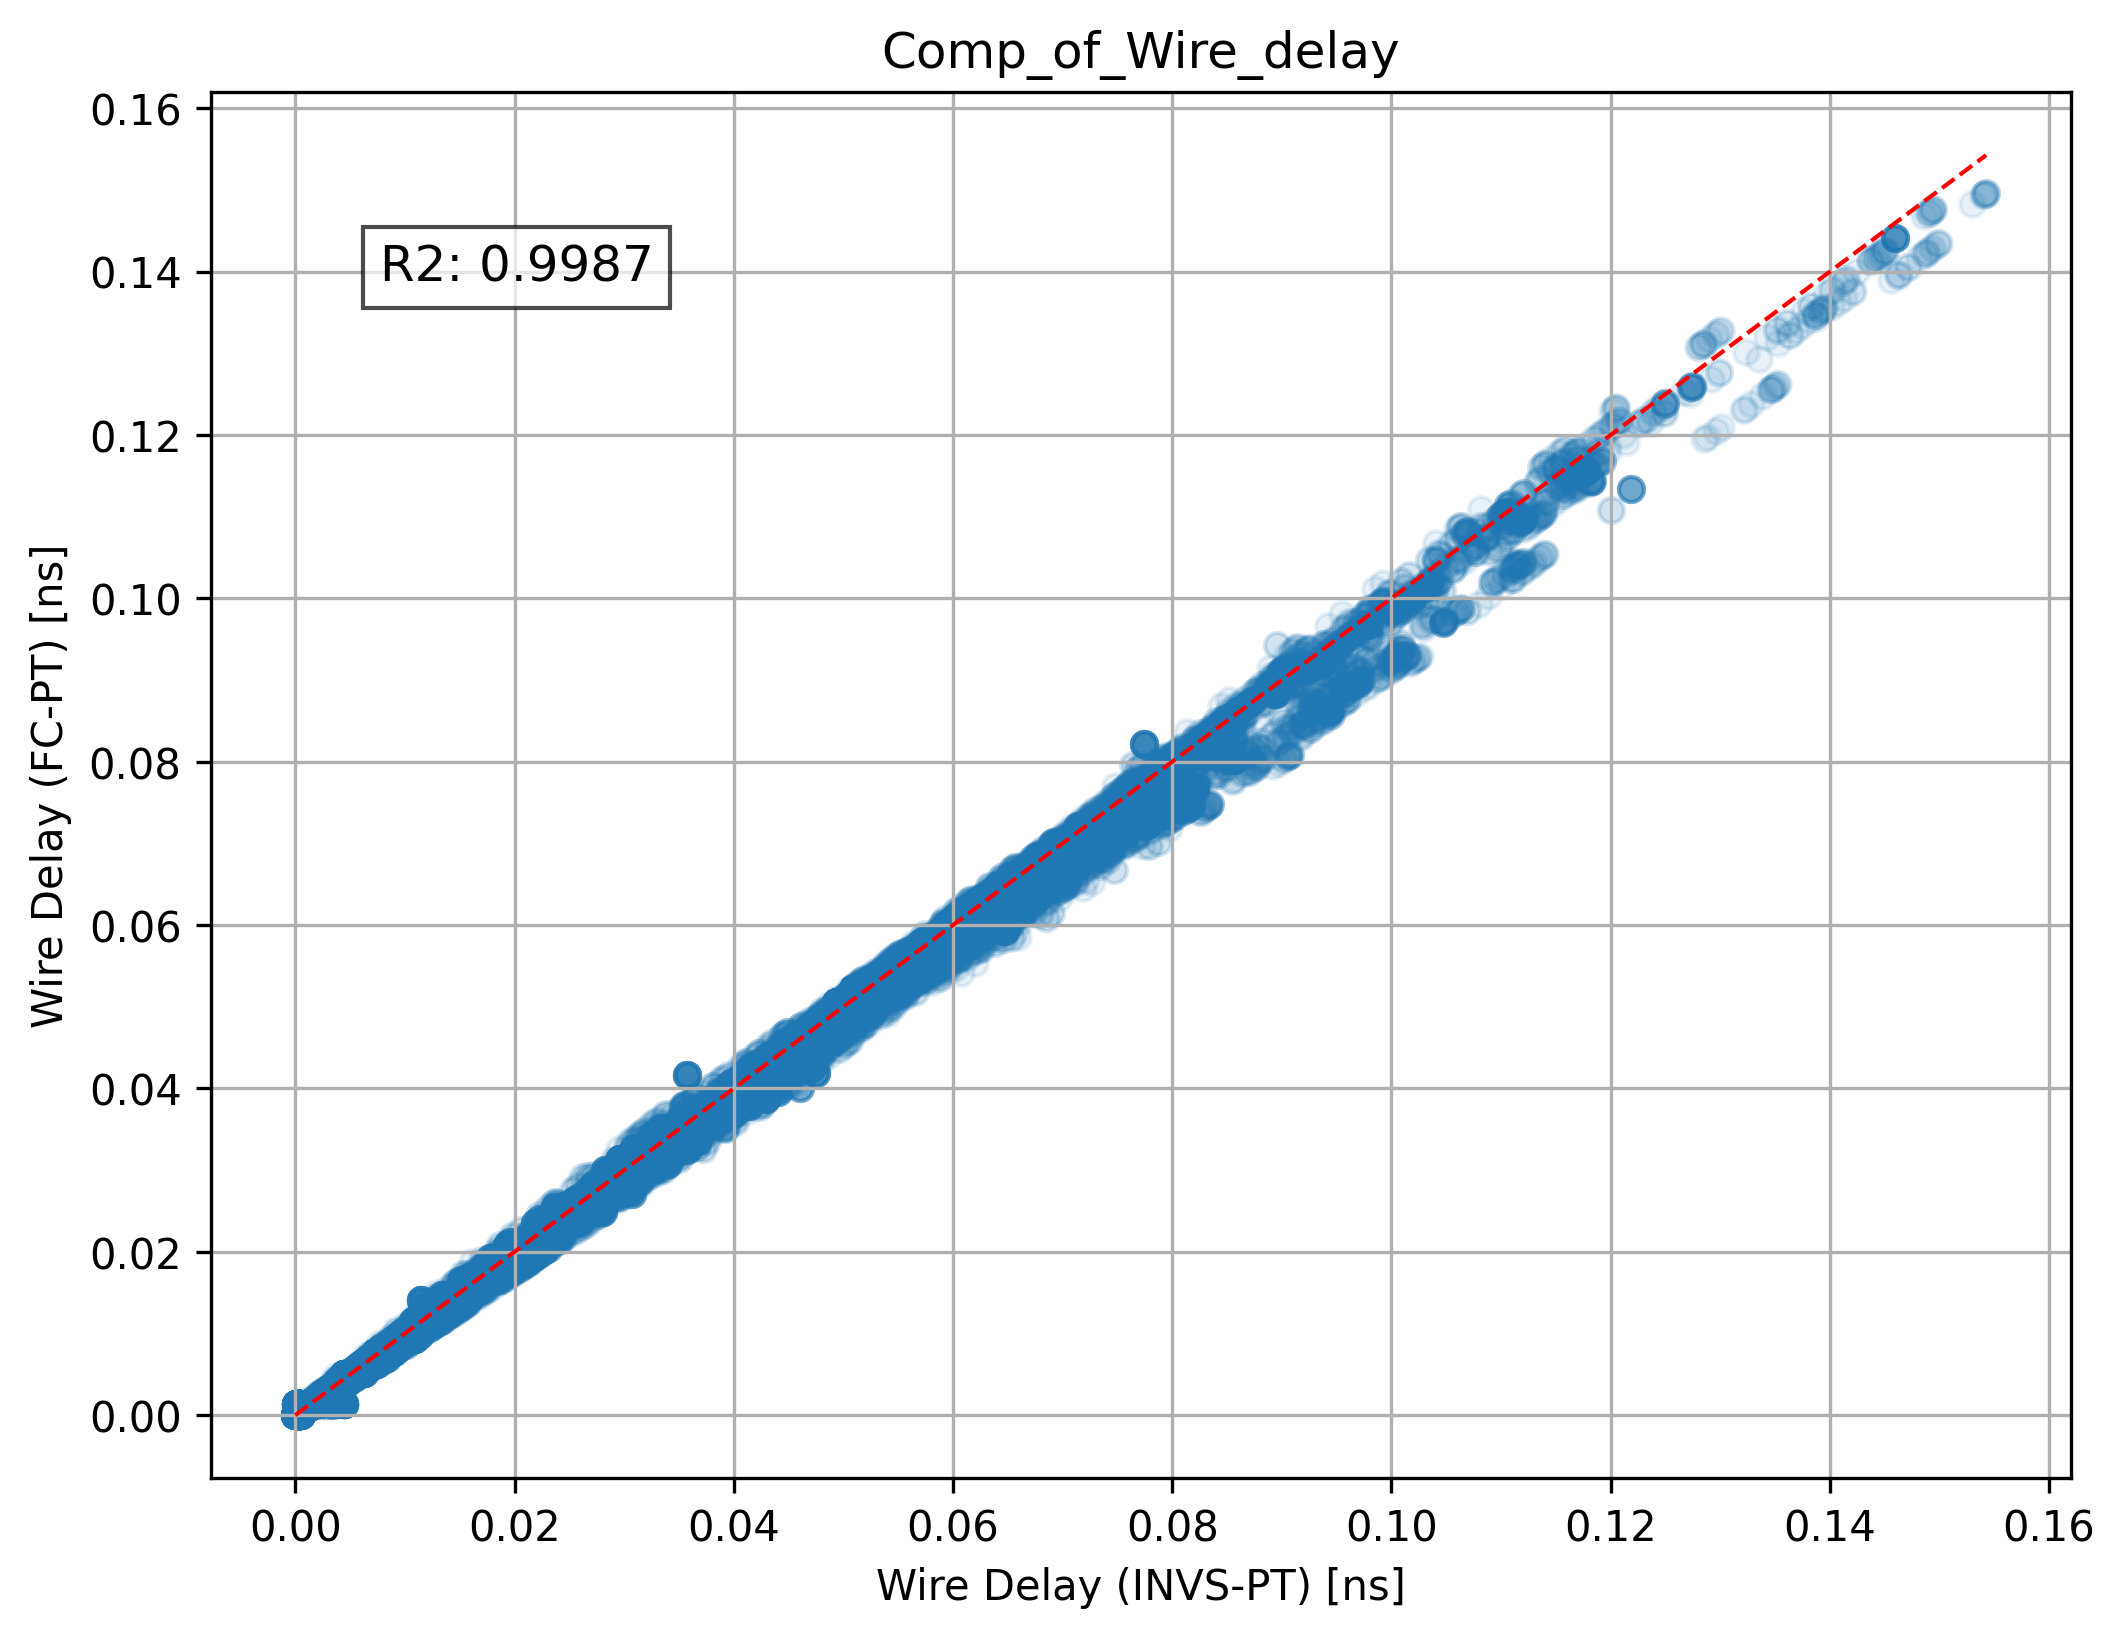 Comp_of_Wire_delay
R2: 0.9987
0.16
0.14
0.12
0.10
0.08
0.06
0.04
0.02
0.00
Wire Delay (FC-PT) [ns]
0.00 0.02 0.04 0.06 0.08 0.10 0.12 0.14 0.16
Wire Delay (INVS-PT) [ns]